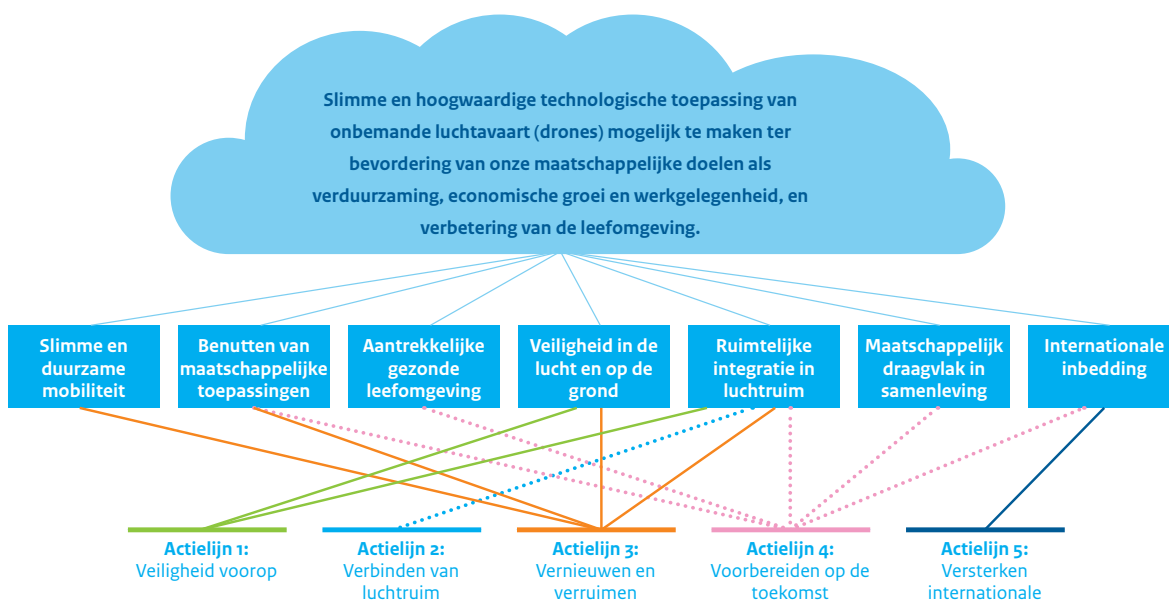 Slimme en hoogwaardige technologische toepassing van
onbemande luchtavaart (drones) mogelijk te maken ter
bevordering van onze maatschappelijke doelen als
verduurzaming, economische groei en werkgelegenheid, en
verbetering van de leefomgeving.
Slimme en
duurzame
mobiliteit
Benutten van
maatschappelijke
toepassingen
Aantrekkelijke
gezonde
leefomgeving
Veiligheid in de
lucht en op de
grond
Ruimtelijke
integratie in
luchtruim
Maatschappelijk
draagvlak in
samenleving
Internationale
inbedding
Actielijn 1:
Veiligheid voorop
Actielijn 2:
Verbinden van
luchtruim
Actielijn 3:
Vernieuwen en
verruimen
Actielijn 4:
Voorbereiden op de
toekomst
Actielijn 5:
Versterken
internationale